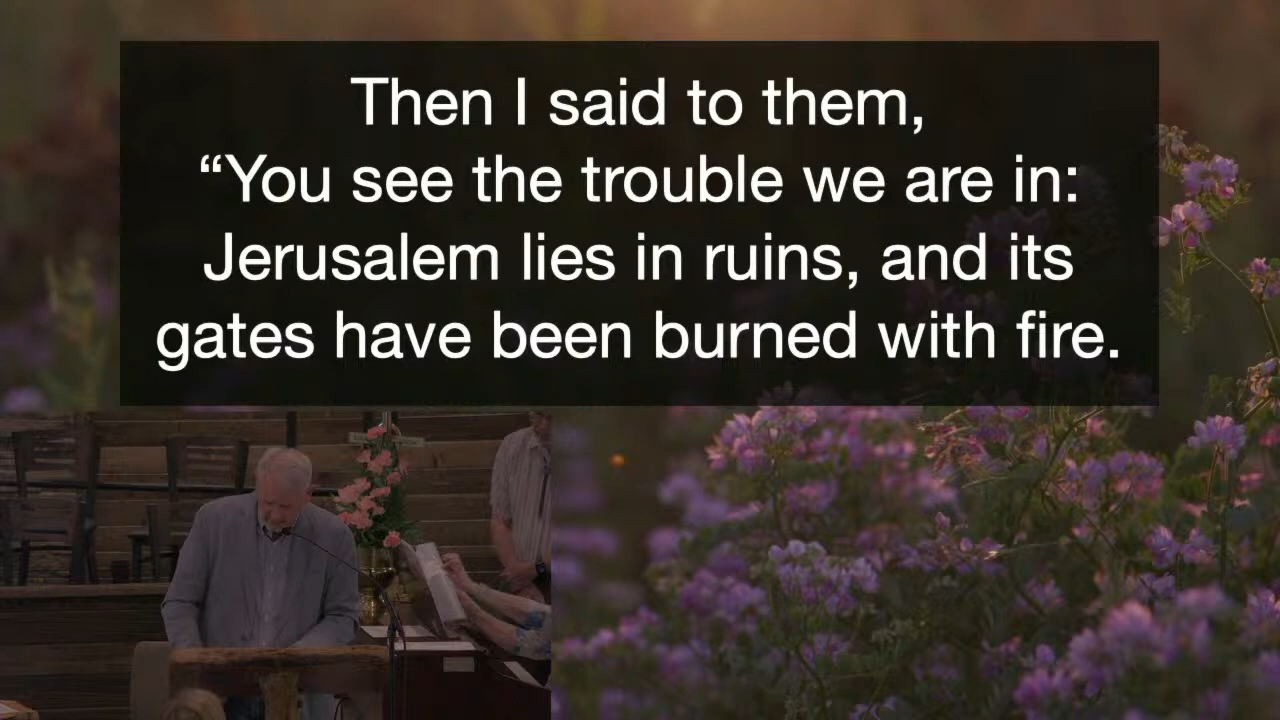 Then I said to them,
“You see the trouble we are in:
Jerusalem lies in ruins, and its
gates have been burned with fire.